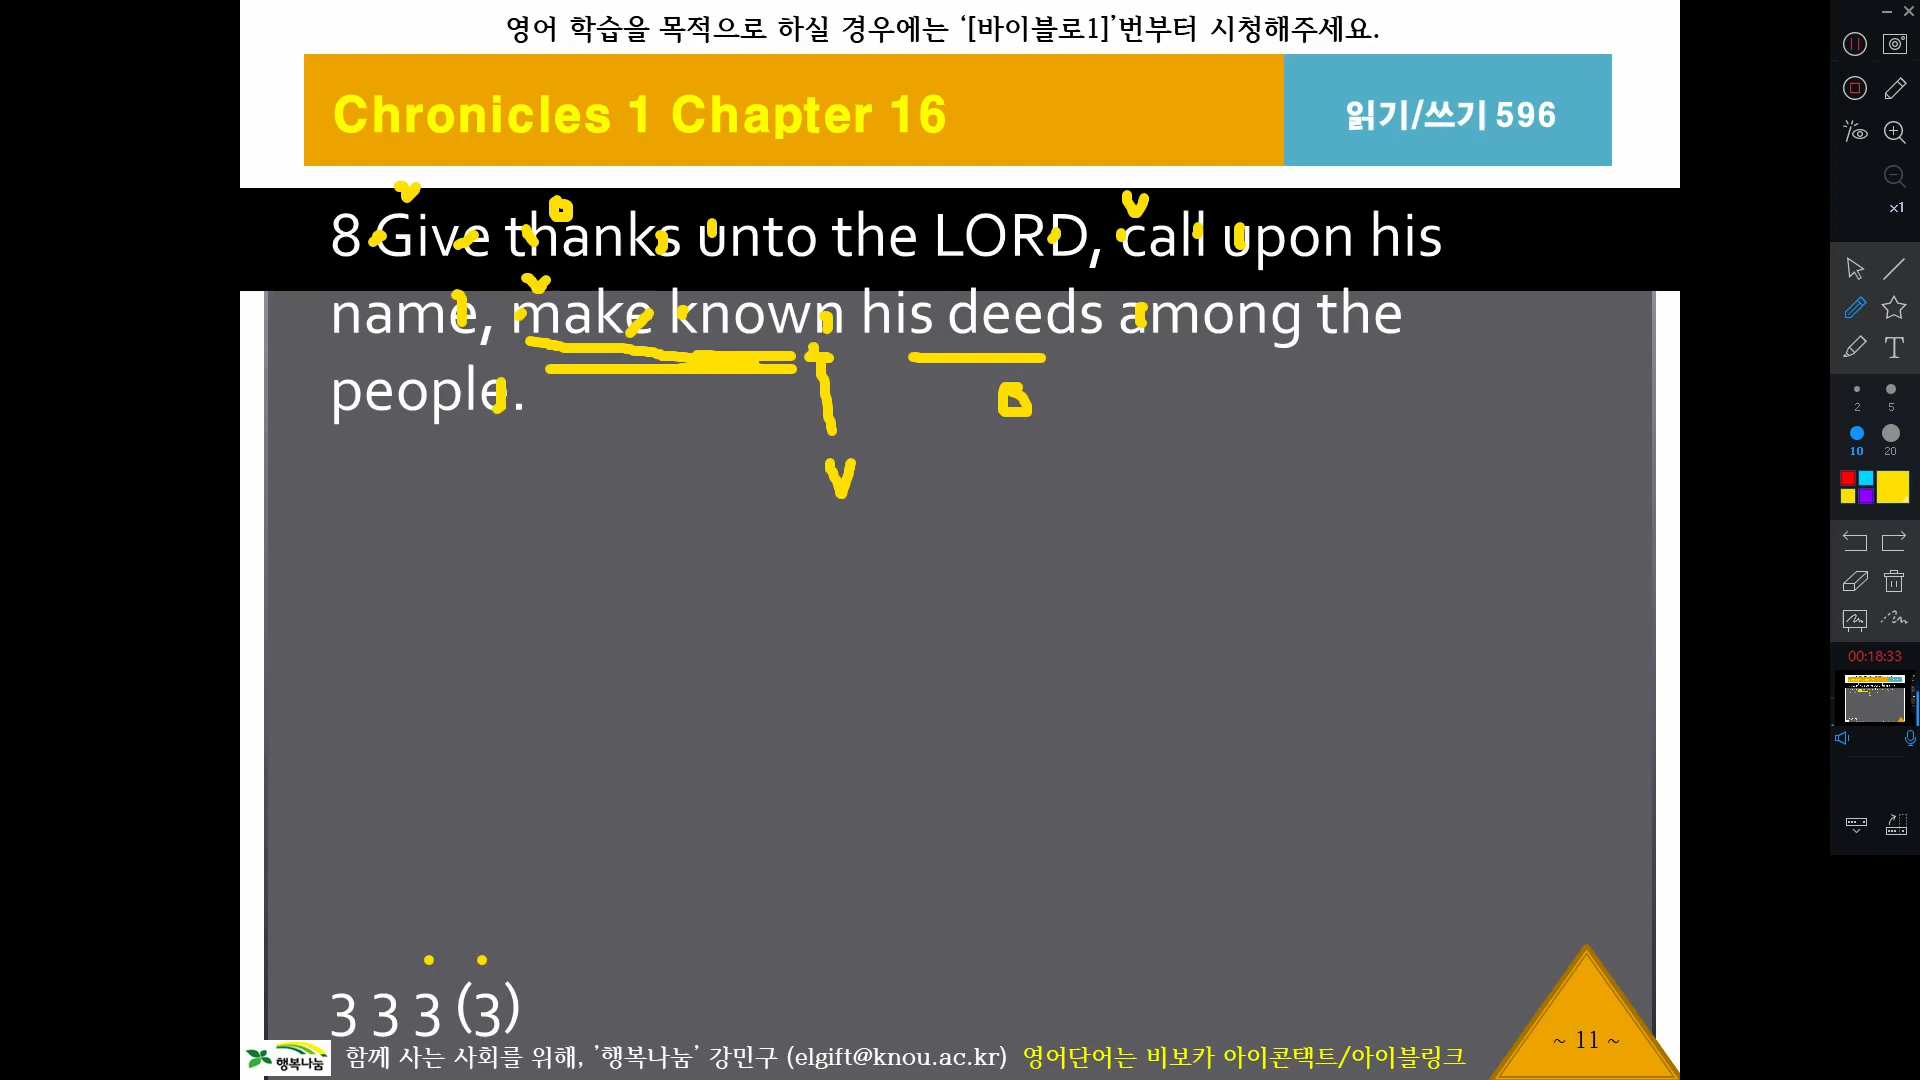 영어 학습을 목적으로 하실 경우에는 ‘[바이블로1]’번부터 시청해주세요.
Chronicles 1 Chapter 16
읽기/쓰기 596
8 Give thanks unto the LORD, call upon his
name, make known his deeds among the
people.
3 3 3 (3)
~ 11 ~
행복나눔
함께 사는 사회를 위해, ’행복나눔’ 강민구 (elgift@knou.ac.kr) 영어단어는 비보카 아이콘택트/아이블링크
x1
T
2 5
10 20
00:18:33